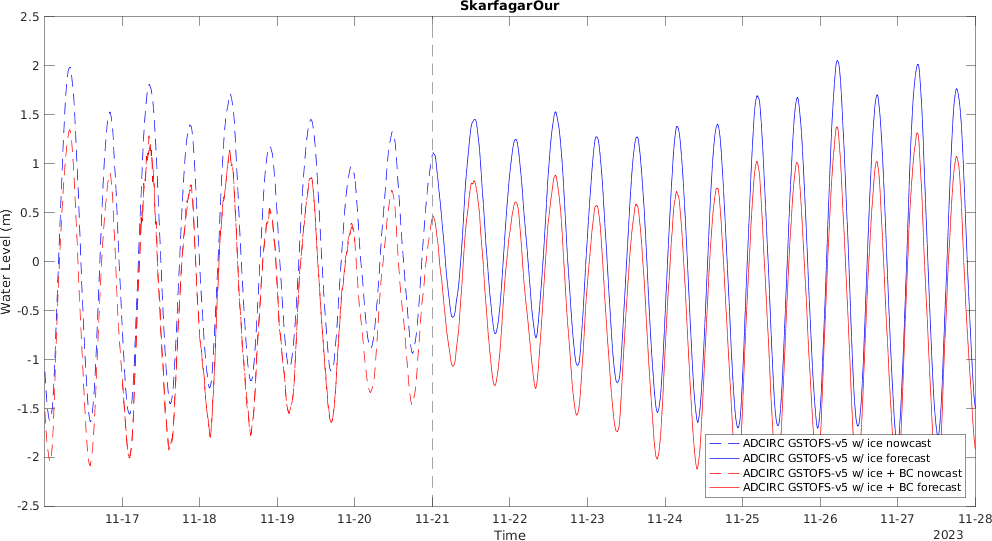 SkarfagarOur
2.5
2
1.5
1
0.5
0
-0.5
-1
-1.5
-2
-2.5
Water Level (m)
11-17 11-18 11-19 11-20 11-21 11-22 11-23 11-24 11-25 11-26 11-27 11-28
Time
2023
ADCIRC GSTOFS-v5 w/ ice nowcast
ADCIRC GSTOFS-v5 w/ ice forecast
ADCIRC GSTOFS-v5 w/ ice + BC nowcast
ADCIRC GSTOFS-v5 w/ ice + BC forecast